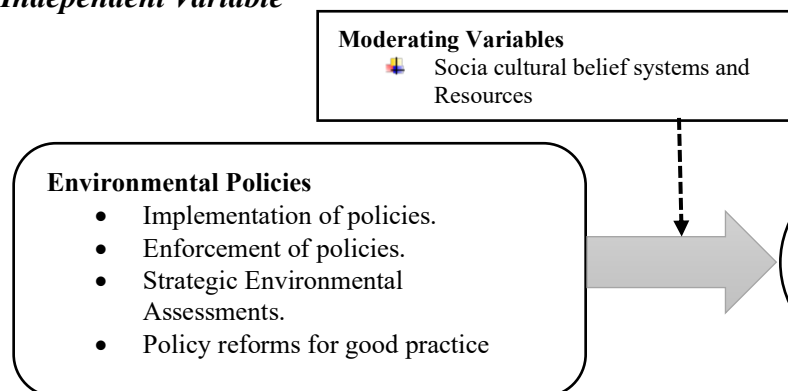 Independent Variable
Moderating Variables
Socia cultural belief systems and
Resources
Environmental Policies
• Implementation of policies.
• Enforcement of policies.
• Strategic Environmental
Assessments.
• Policy reforms for good practice